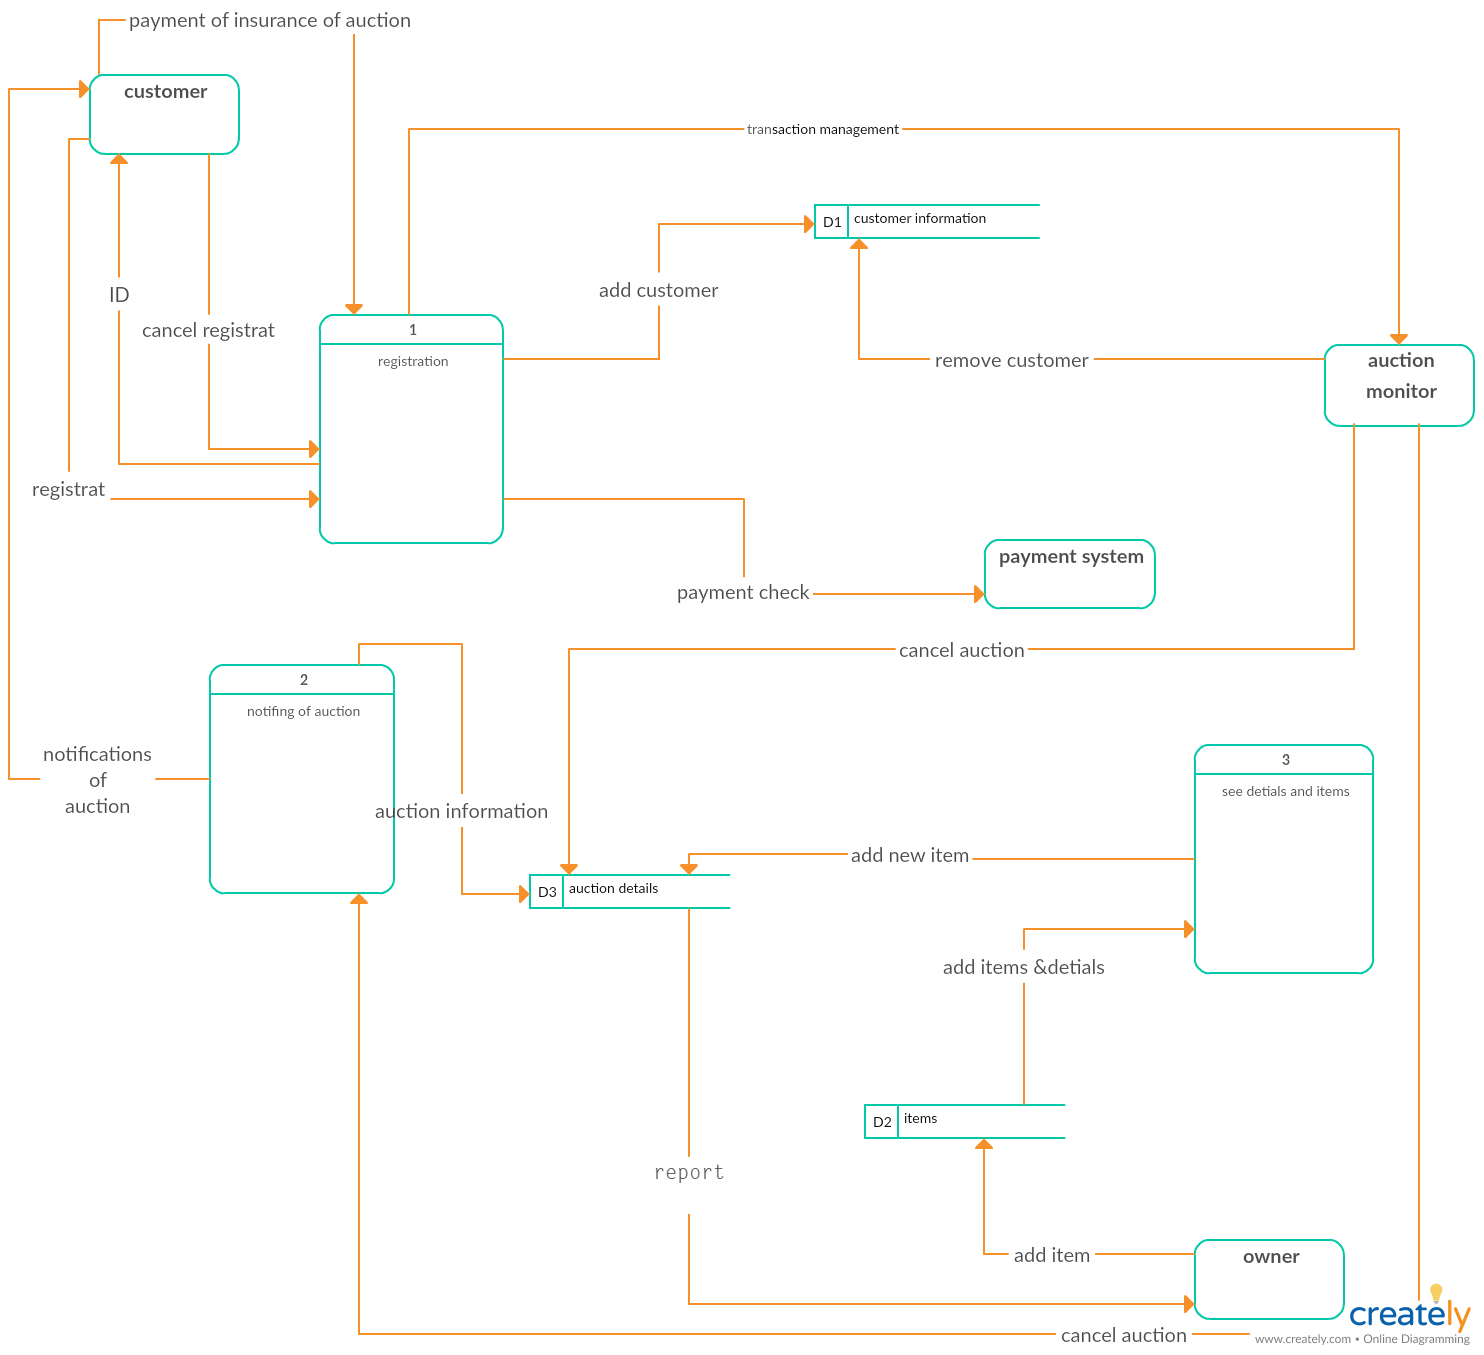 payment of insurance of auction
customer
transaction management
D1
customer information
ID
add customer
cancel registrat
1
registration
remove customer
auction
monitor
registrat
payment system
payment check
cancel auction
2
notifing of auction
notifications
of
auction
auction information
3
see detials and items
add new item
D3
auction details
add items &detials
D2
items
report
add item
owner
cancel auction
creately
www.creately.com • Online Diagramming